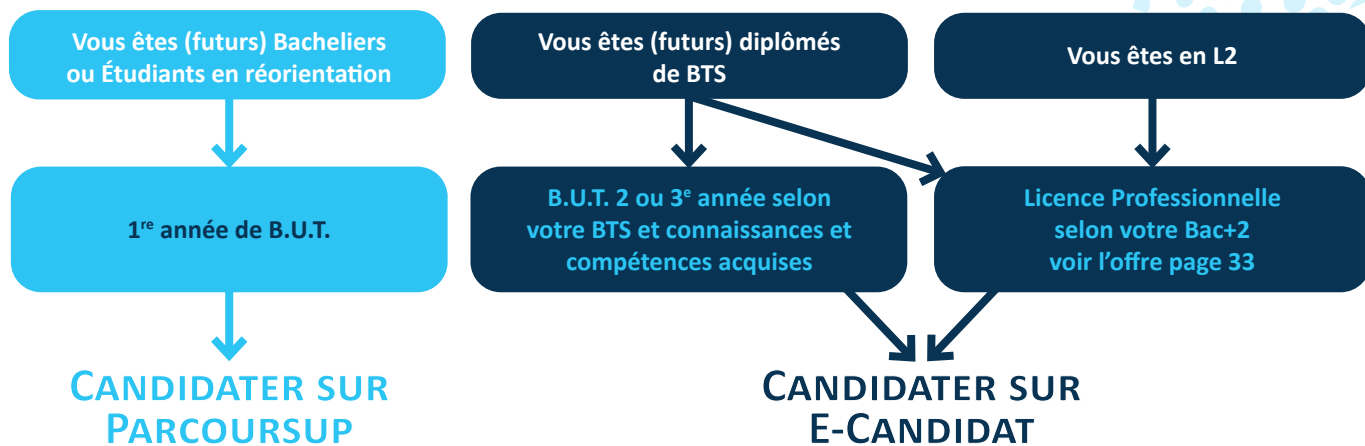 Vous êtes (futurs) Bacheliers
ou Étudiants en réorientation
1re année de B.U.T.
CANDIDATER SUR
PARCOURSUP
Vous êtes (futurs) diplômés
de BTS
Vous êtes en L2
B.U.T. 2 ou 3e année selon
votre BTS et connaissances et
compétences acquises
Licence Professionnelle
selon votre Bac+2
voir l'offre page 33
CANDIDATER SUR
E-CANDIDAT